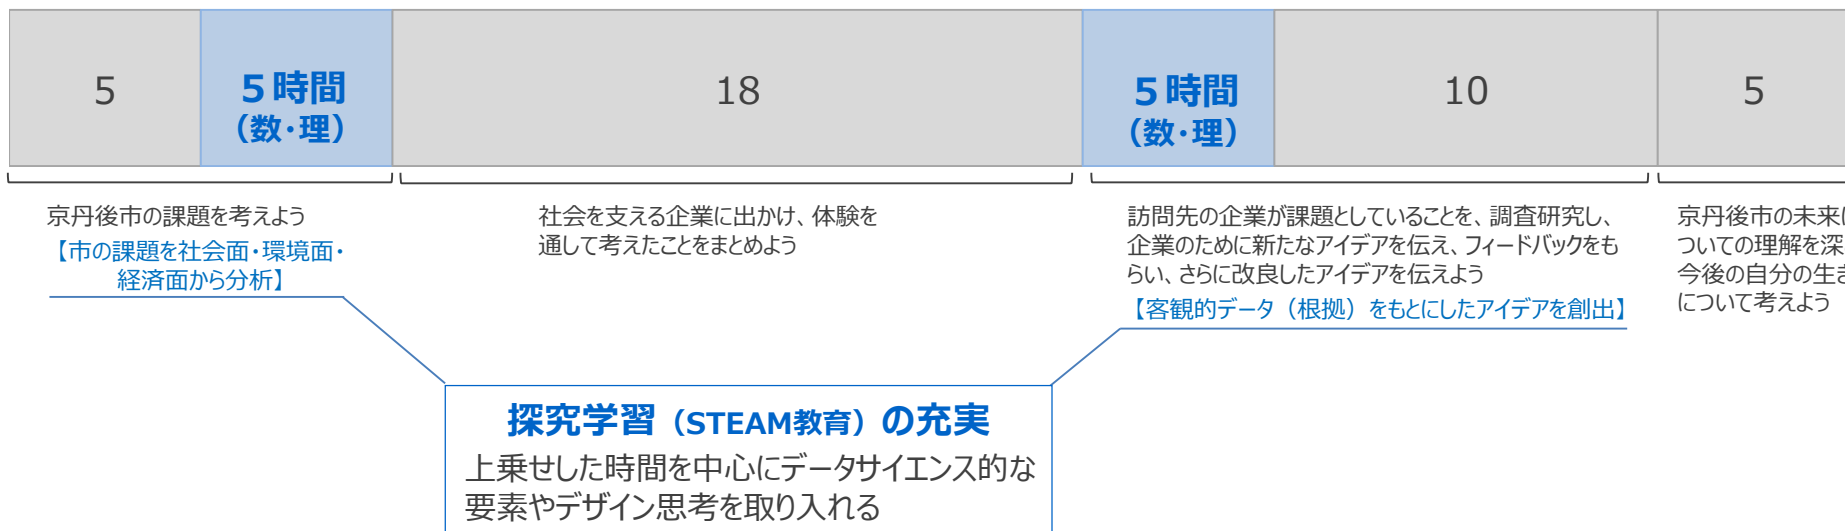 5
5時間
（数・理）
18
5時間
（数・理）
10
5
京丹後市の課題を考えよう
【市の課題を社会面・環境面・
経済面から分析】
社会を支える企業に出かけ、体験を
通して考えたことをまとめよう
訪問先の企業が課題としていることを、調査研究し、
企業のために新たなアイデアを伝え、フィードバックをも
らい、さらに改良したアイデアを伝えよう
【客観的データ（根拠）をもとにしたアイデアを創出】
京丹後市の未来
ついての理解を深
今後の自分の生き
について考えよう
探究学習（STEAM教育）の充実
上乗せした時間を中心にデータサイエンス的な
要素やデザイン思考を取り入れる